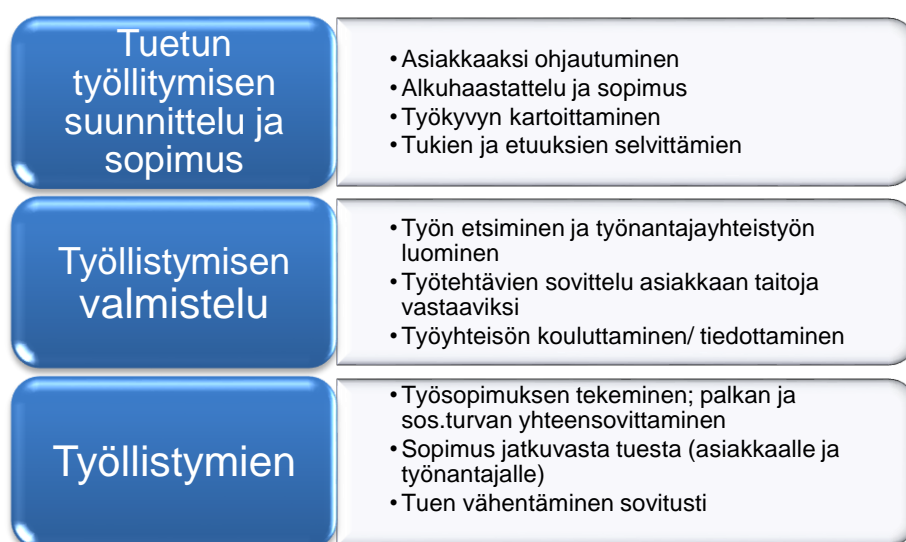 Tuetun
työllitymisen
suunnittelu ja
sopimus
• Asiakkaaksi ohjautuminen
• Alkuhaastattelu ja sopimus
• Työkyvyn kartoittaminen
• Tukien ja etuuksien selvittämien
Työllistymisen
valmistelu
• Työn etsiminen ja työnantajayhteistyön
luominen
• Työtehtävien sovittelu asiakkaan taitoja
vastaaviksi
• Työyhteisön kouluttaminen/ tiedottaminen
Työllistymien
• Työsopimuksen tekeminen; palkan ja
sos.turvan yhteensovittaminen
• Sopimus jatkuvasta tuesta (asiakkaalle ja
työnantajalle)
• Tuen vähentäminen sovitusti